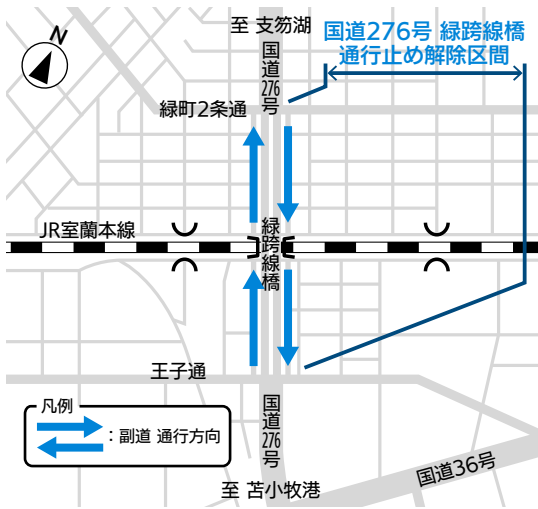 N
至 支笏湖
国道276号
国道276号 緑跨線橋
通行止め解除区間
緑町2条通
JR室蘭本線
緑跨線橋
王子通
凡例
：副道 通行方向
国道276号
国道36号
至 苫小牧港